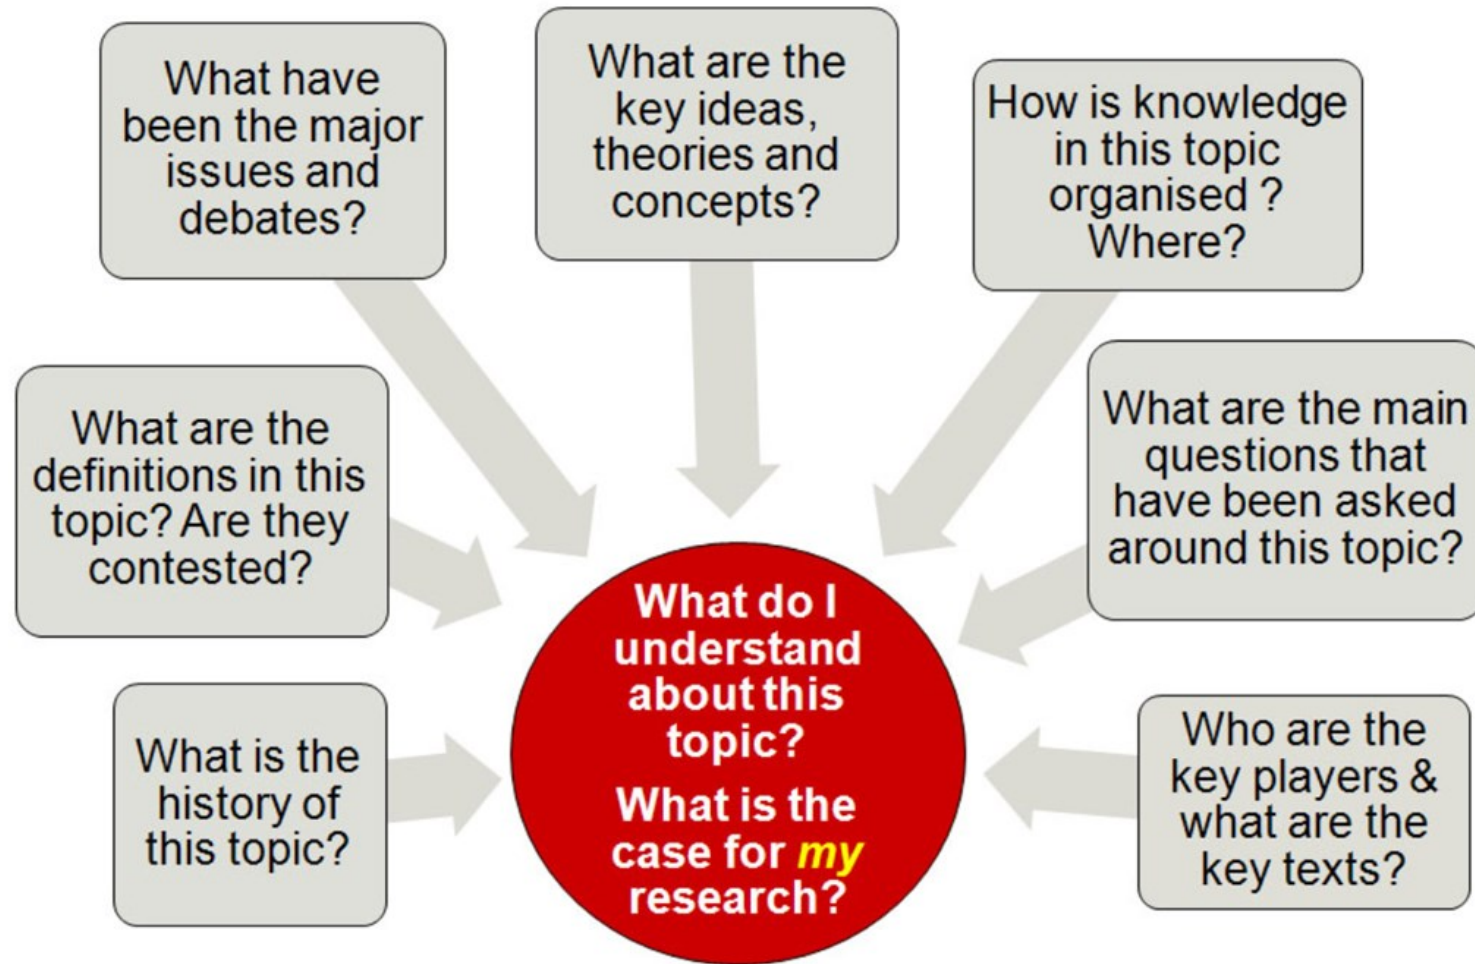 What have
been the major
issues and
debates?
What are the
key ideas,
theories and
concepts?
How is knowledge
in this topic
organised ?
Where?
What are the
definitions in this
topic? Are they
contested?
What are the main
questions that
have been asked
around this topic?
What is the
history of
this topic?
What do I
understand
about this
topic?
What is the
case for my
research?
Who are the
key players &
what are the
key texts?